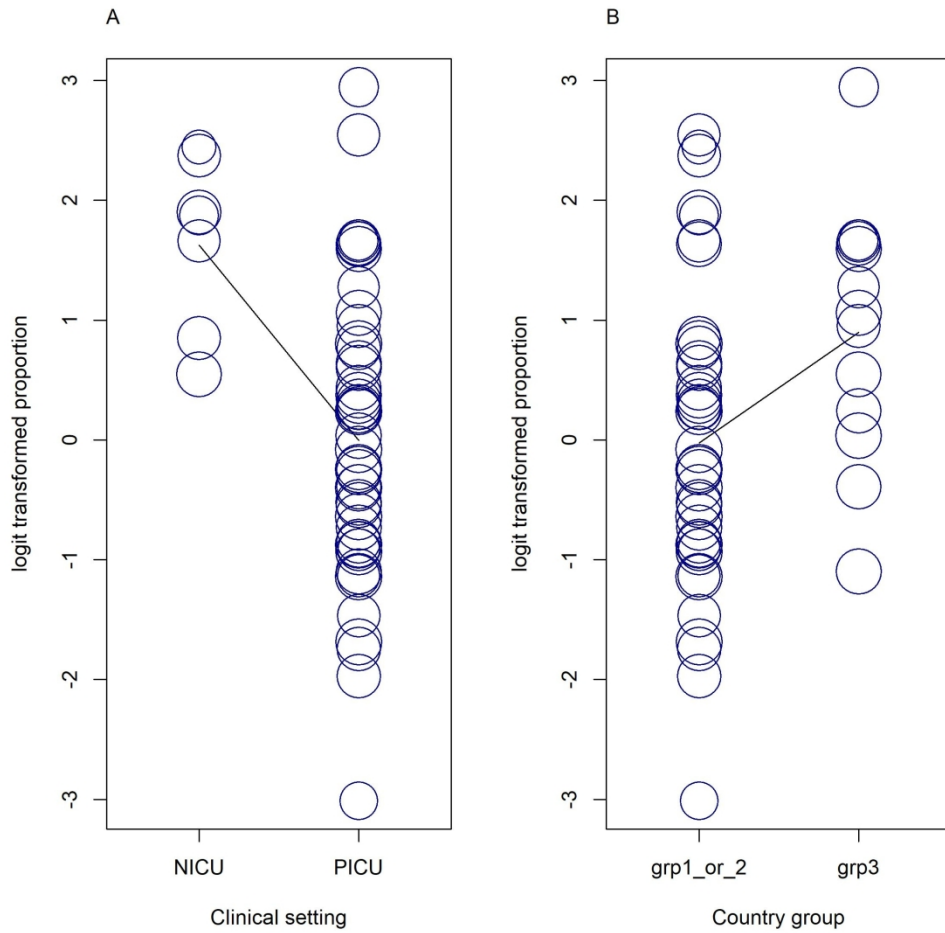 A
logit transformed proportion
3
2
1
0
-1
-2
-3
NICU
PICU
Clinical setting
B
logit transformed proportion
3
2
1
0
-1
-2
-3
grp1_or_2
grp3
Country group